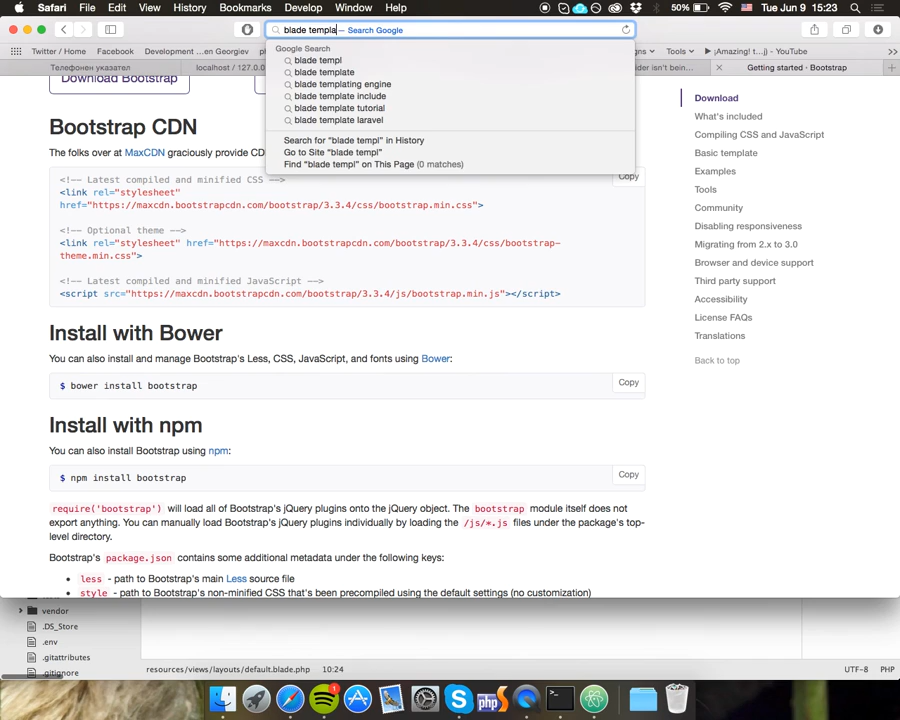 Safari File Edit View History Bookmarks Develop Window Help 50% Tue Jun 9 15:23
blade templa — Search Google
Twitter / Home Facebook Development ...en Georgiev Tools ¡Amazing! t...j) - YouTube
Телефонен указател localhost / 127.0.0 ider isn't bein... Getting started · Bootstrap
Google Search
blade templ
blade template
blade templating engine
blade template include
blade template tutorial
blade template laravel
Search for “blade templ” in History
Go to Site “blade templ”
Find “blade templ” on This Page (0 matches)
Download Bootstrap
Bootstrap CDN
The folks over at MaxCDN graciously provide CD
Copy
<!-- Latest compiled and minified CSS -->
<link rel="stylesheet"
href="https://maxcdn.bootstrapcdn.com/bootstrap/3.3.4/css/bootstrap.min.css">
<!-- Optional theme -->
<link rel="stylesheet" href="https://maxcdn.bootstrapcdn.com/bootstrap/3.3.4/css/bootstrap-
theme.min.css">
<!-- Latest compiled and minified JavaScript -->
<script src="https://maxcdn.bootstrapcdn.com/bootstrap/3.3.4/js/bootstrap.min.js"></script>
Install with Bower
You can also install and manage Bootstrap's Less, CSS, JavaScript, and fonts using Bower:
$ bower install bootstrap
Copy
Install with npm
You can also install Bootstrap using npm:
$ npm install bootstrap
Copy
require('bootstrap') will load all of Bootstrap's jQuery plugins onto the jQuery object. The bootstrap module itself does not
export anything. You can manually load Bootstrap's jQuery plugins individually by loading the /js/*.js files under the package's top-
level directory.
Bootstrap's package.json contains some additional metadata under the following keys:
less - path to Bootstrap's main Less source file
style - path to Bootstrap's non-minified CSS that's been precompiled using the default settings (no customization)
Download
What's included
Compiling CSS and JavaScript
Basic template
Examples
Tools
Community
Disabling responsiveness
Migrating from 2.x to 3.0
Browser and device support
Third party support
Accessibility
License FAQs
Translations
Back to top
vendor
.DS_Store
.env
.gitattributes
.gitignore
resources/views/layouts/default.blade.php 10:24 UTF-8 PHP
1
php